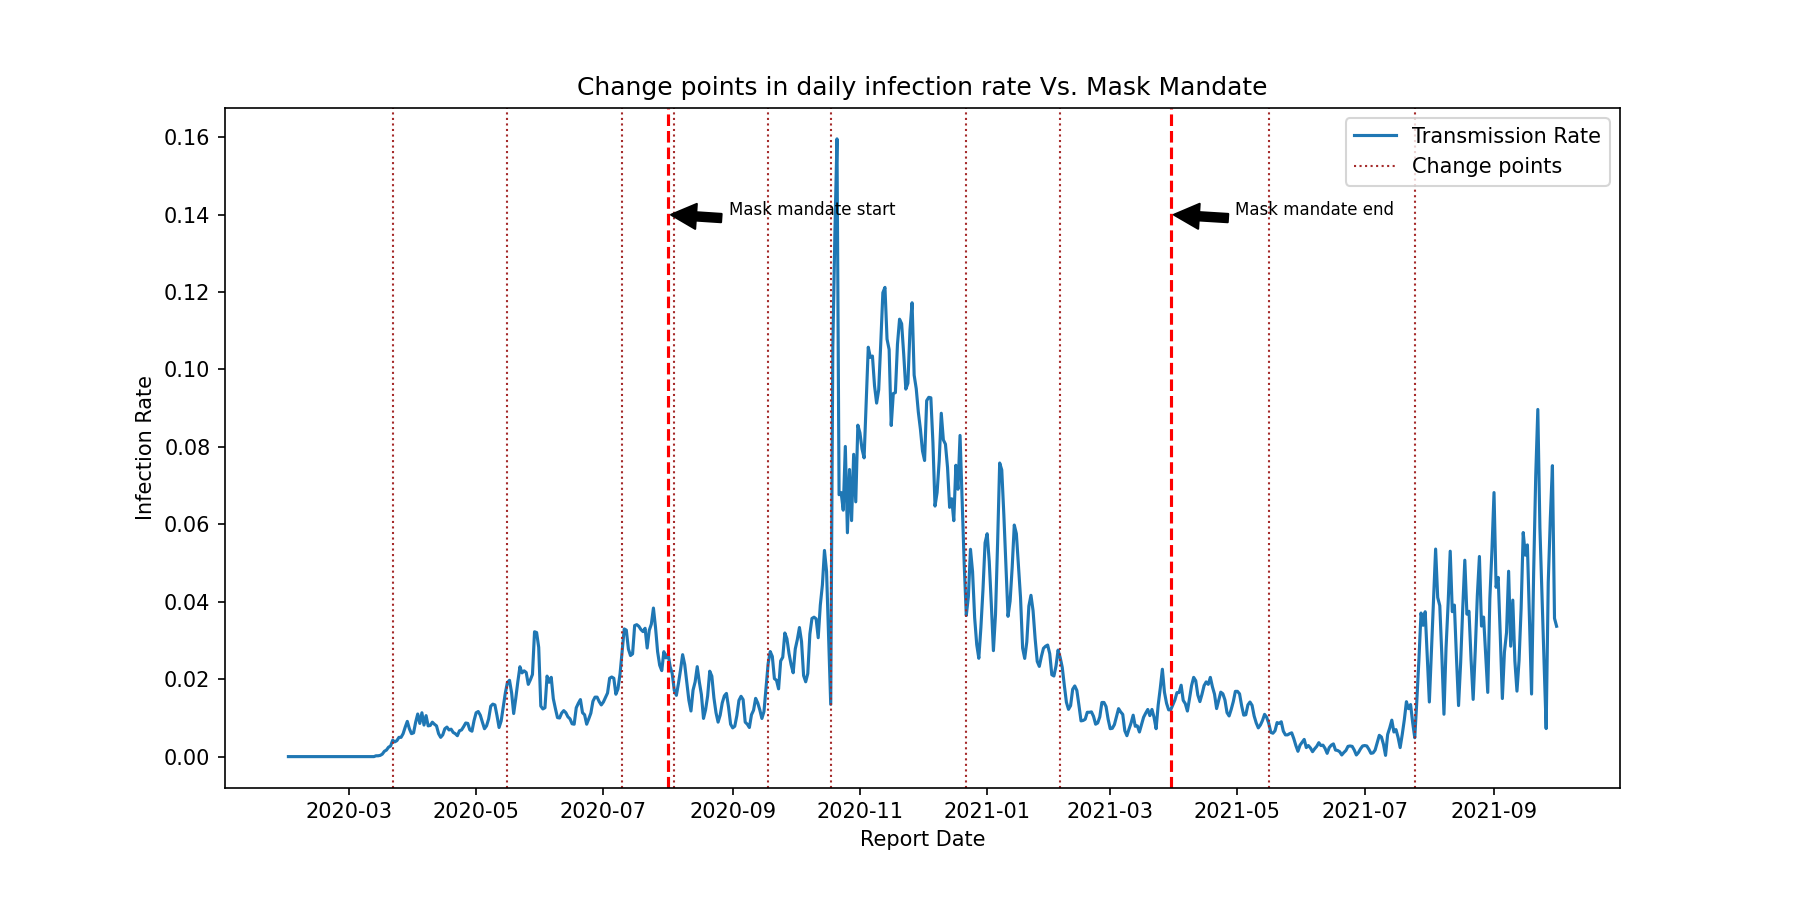 Change points in daily infection rate Vs. Mask Mandate
Transmission Rate
Change points
Mask mandate start
Mask mandate end
Infection Rate
0.16
0.14
0.12
0.10
0.08
0.06
0.04
0.02
0.00
2020-03 2020-05 2020-07 2020-09 2020-11 2021-01 2021-03 2021-05 2021-07 2021-09
Report Date